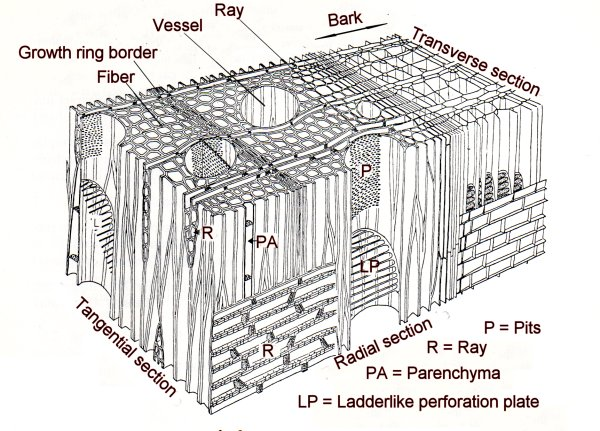 Ray
Bark
Vessel
Transverse section
Growth ring border
Fiber
P
R
PA
LP
R
Tangential section
Radial section
P = Pits
R = Ray
PA = Parenchyma
LP = Ladderlike perforation plate